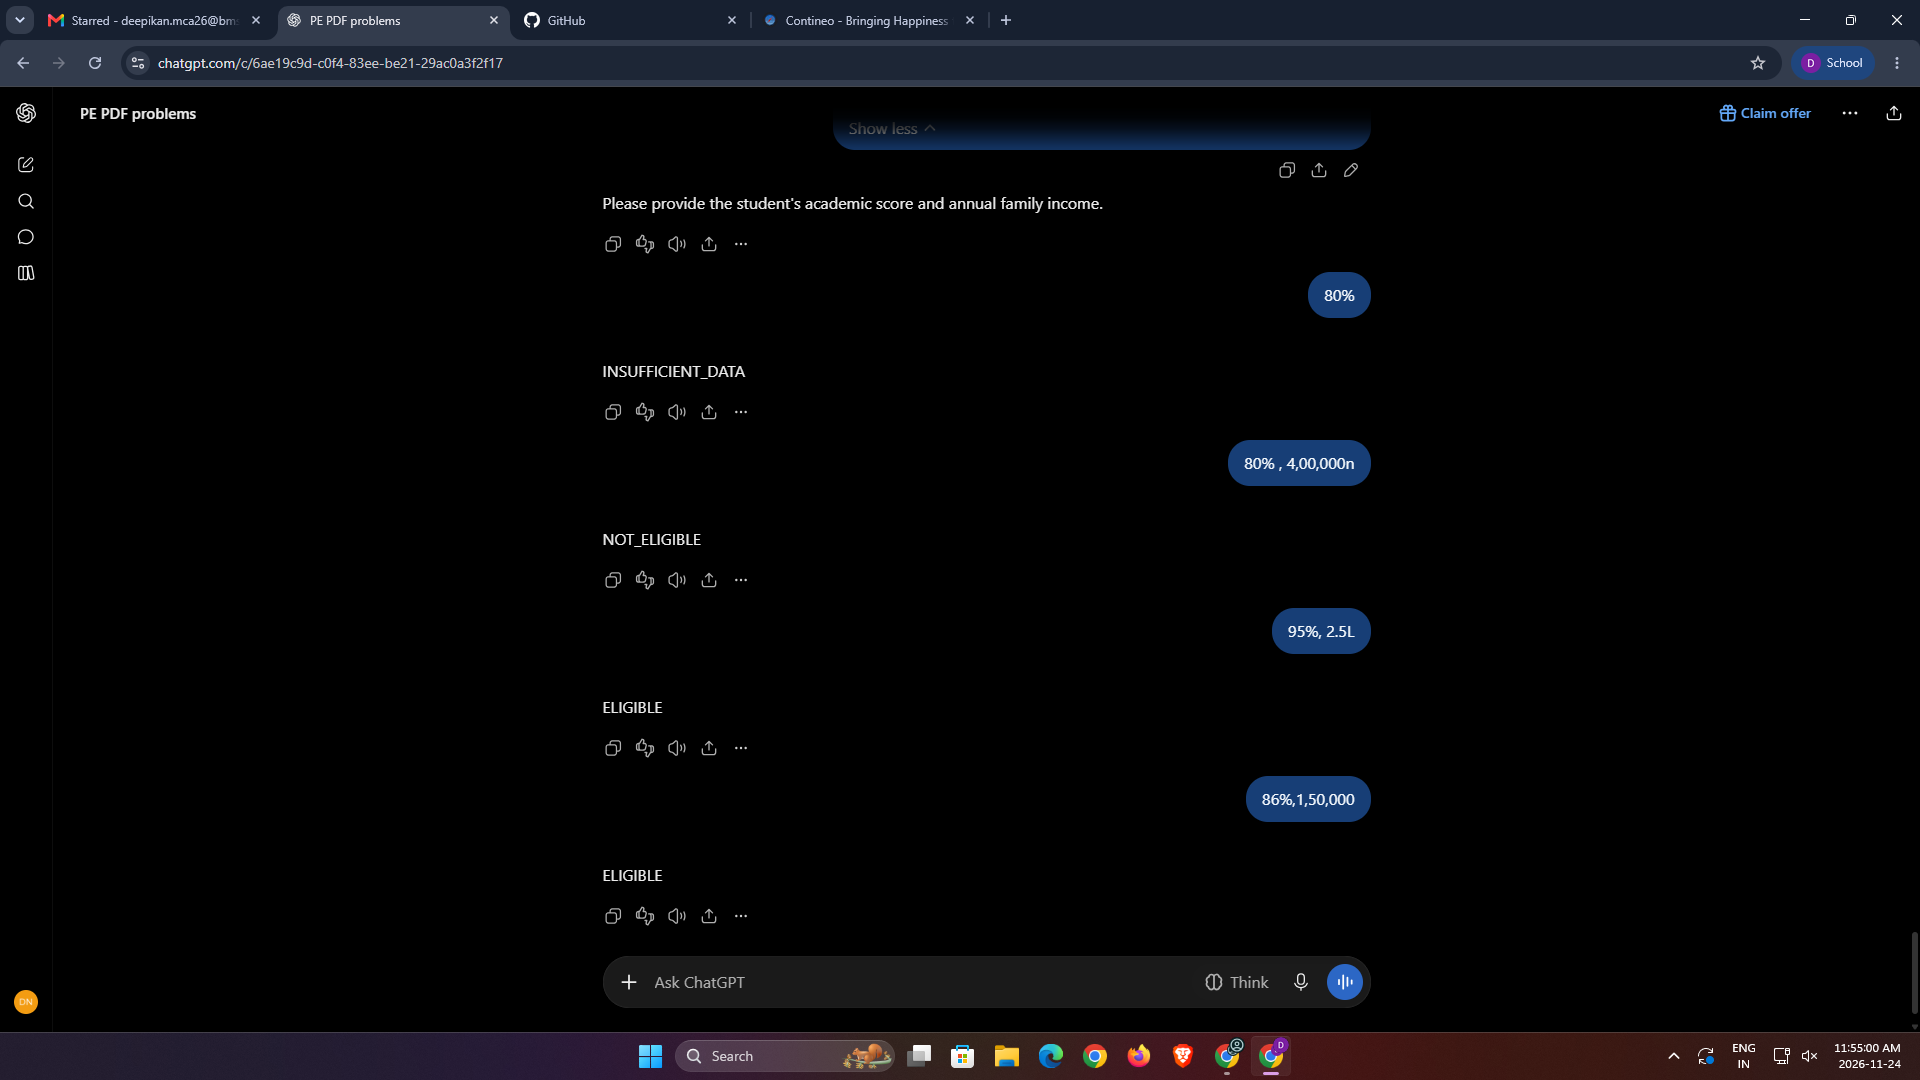 Starred - deepikan.mca26@bm
PE PDF problems
GitHub
Contineo - Bringing Happiness
chatgpt.com/c/6ae19c9d-c0f4-83ee-be21-29ac0a3f2f17
D
School
PE PDF problems
Claim offer
Show less
Please provide the student's academic score and annual family income.
80%
INSUFFICIENT_DATA
80% , 4,00,000n
NOT_ELIGIBLE
95%, 2.5L
ELIGIBLE
86%,1,50,000
ELIGIBLE
Ask ChatGPT
Think
DN
Search
D
ENG
IN
11:55:00 AM
2026-11-24